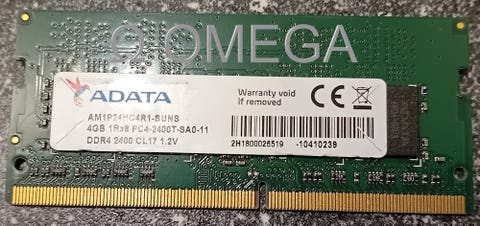 © OMEGA
ADATA
Warranty void
if removed
CE
AM1P24HC4R1-BUNS
4GB 1Rx8 PC4-2400T-SA0-11
DDR4 2400 CL17 1.2V
2H1800026519 -10410239